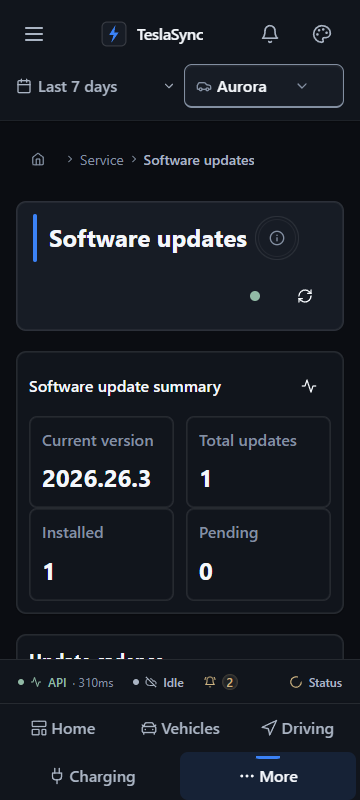 TeslaSync
Last 7 days
Aurora
Service
Software updates
Software updates
Software update summary
Current version
2026.26.3
Total updates
1
Installed
1
Pending
0
API · 310ms
Idle
2
Status
Home
Vehicles
Driving
Charging
More